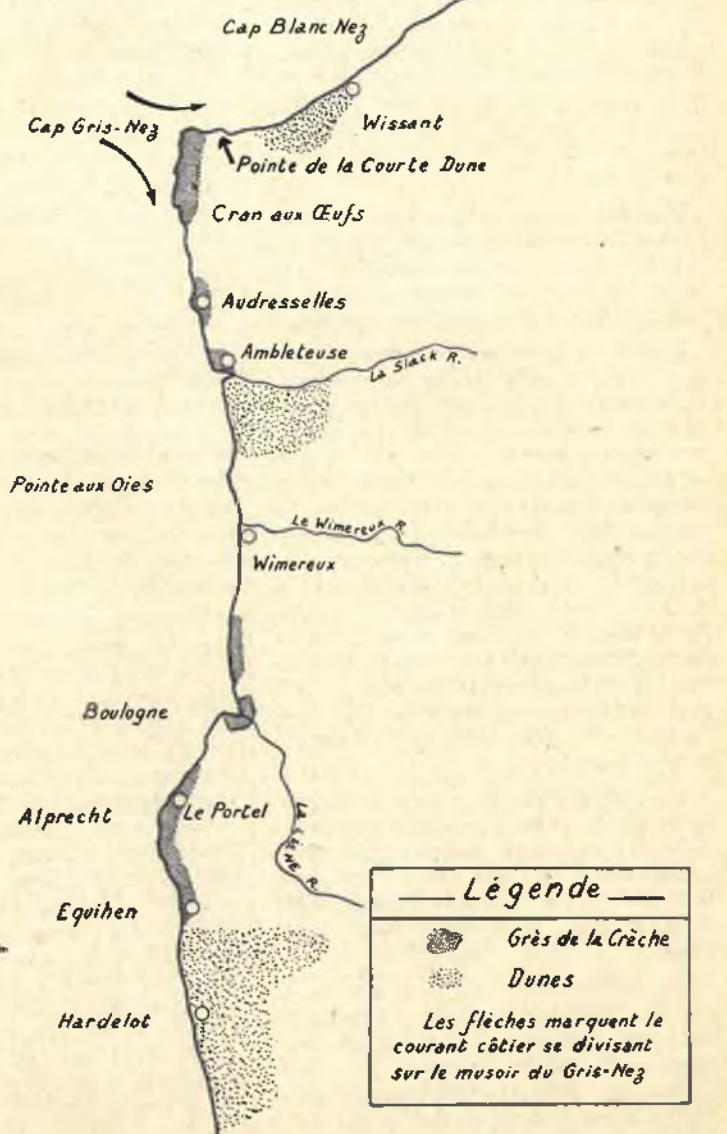 Cap Blanc Nez
Cap Gris-Nez
Wissant
Pointe de la Courte Dune
Cran aux Œufs
Audresselles
Ambleteuse
La Slack R.
Pointe aux Oies
Le Wimereux R.
Wimereux
Boulogne
Alprecht
Le Portel
La R.
Equihen
Hardelot
Légende
Grès de la Crèche
Dunes
Les flèches marquent le
courant côtier se divisant
sur le musoir du Gris-Nez